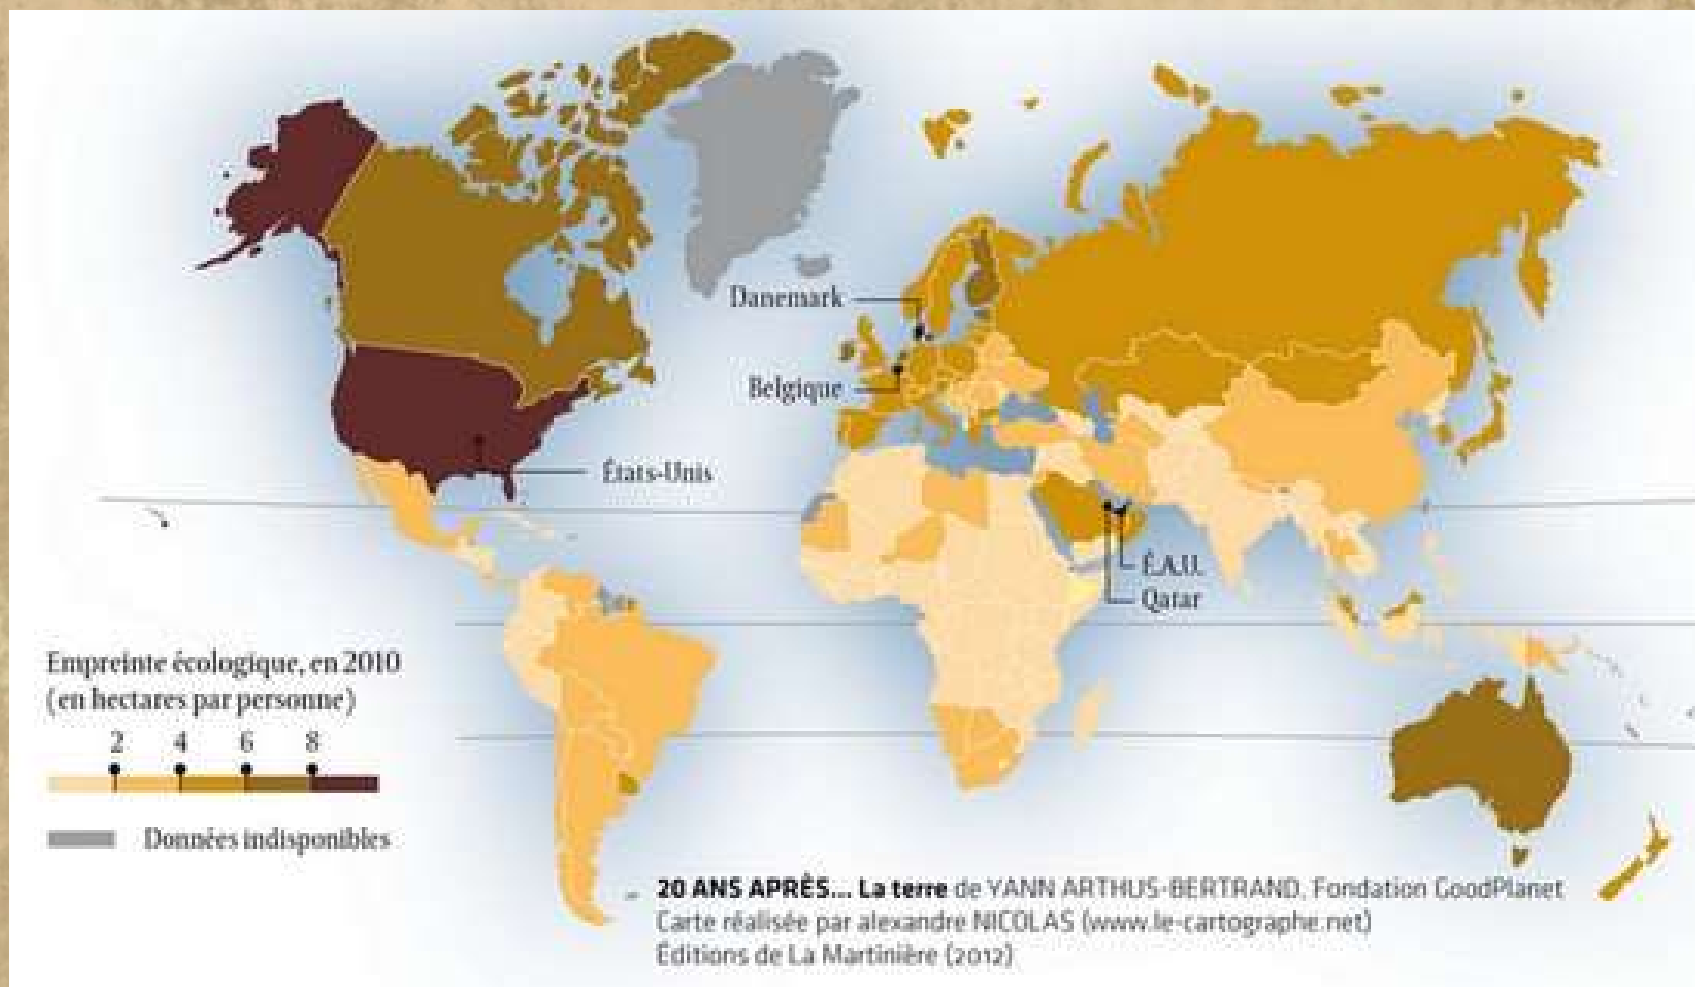 Danemark
Belgique
États-Unis
É.A.U.
Qatar
Empreinte écologique, en 2010
(en hectares par personne)
2 4 6 8
Données indisponibles
20 ANS APRÈS... La terre de YANN ARTHUS-BERTRAND, Fondation GoodPlanet
Carte réalisée par alexandre NICOLAS (www.le-cartographe.net)
Éditions de La Martinière (2012)